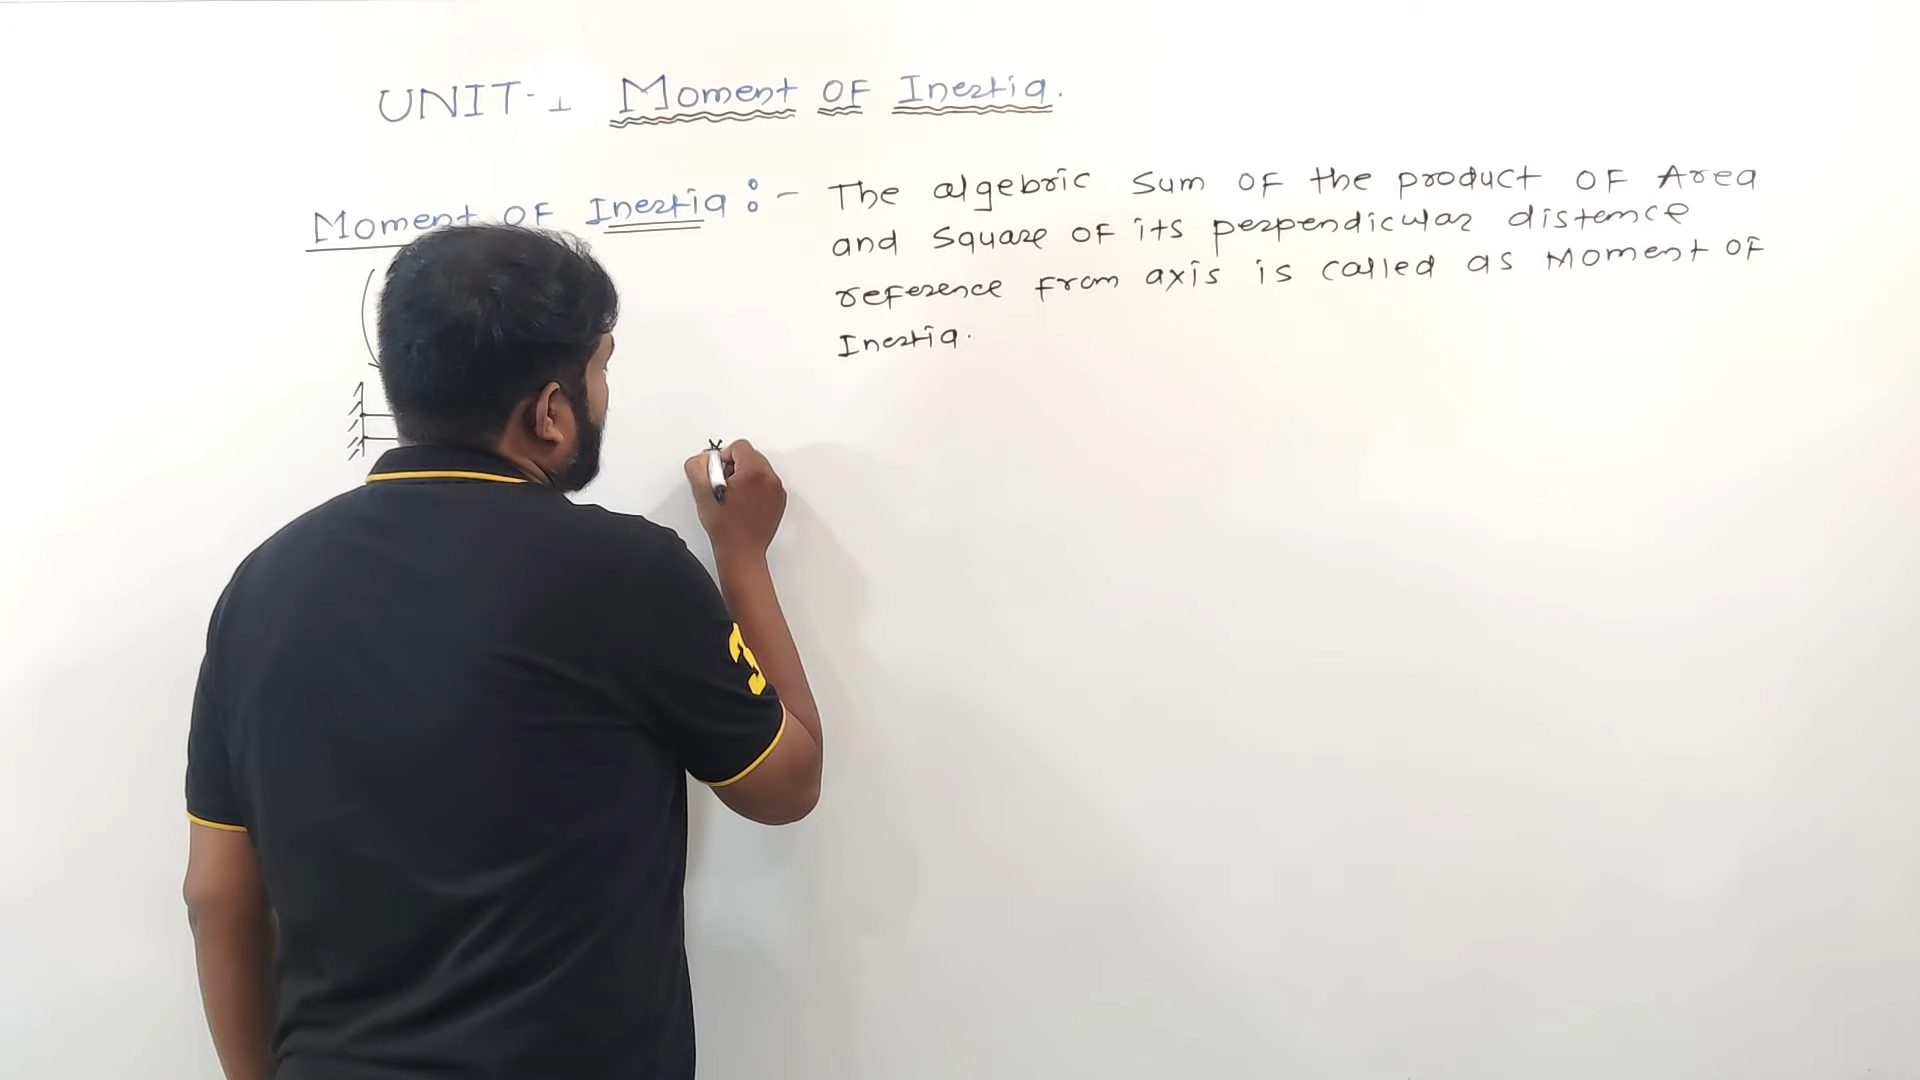 UNIT-1 Moment OF Inertia.
Moment OF Inertia :-
The algebric Sum OF the product OF Area
and Square OF its perpendicular distence
reference from axis is called as Moment OF
Inertia.
3